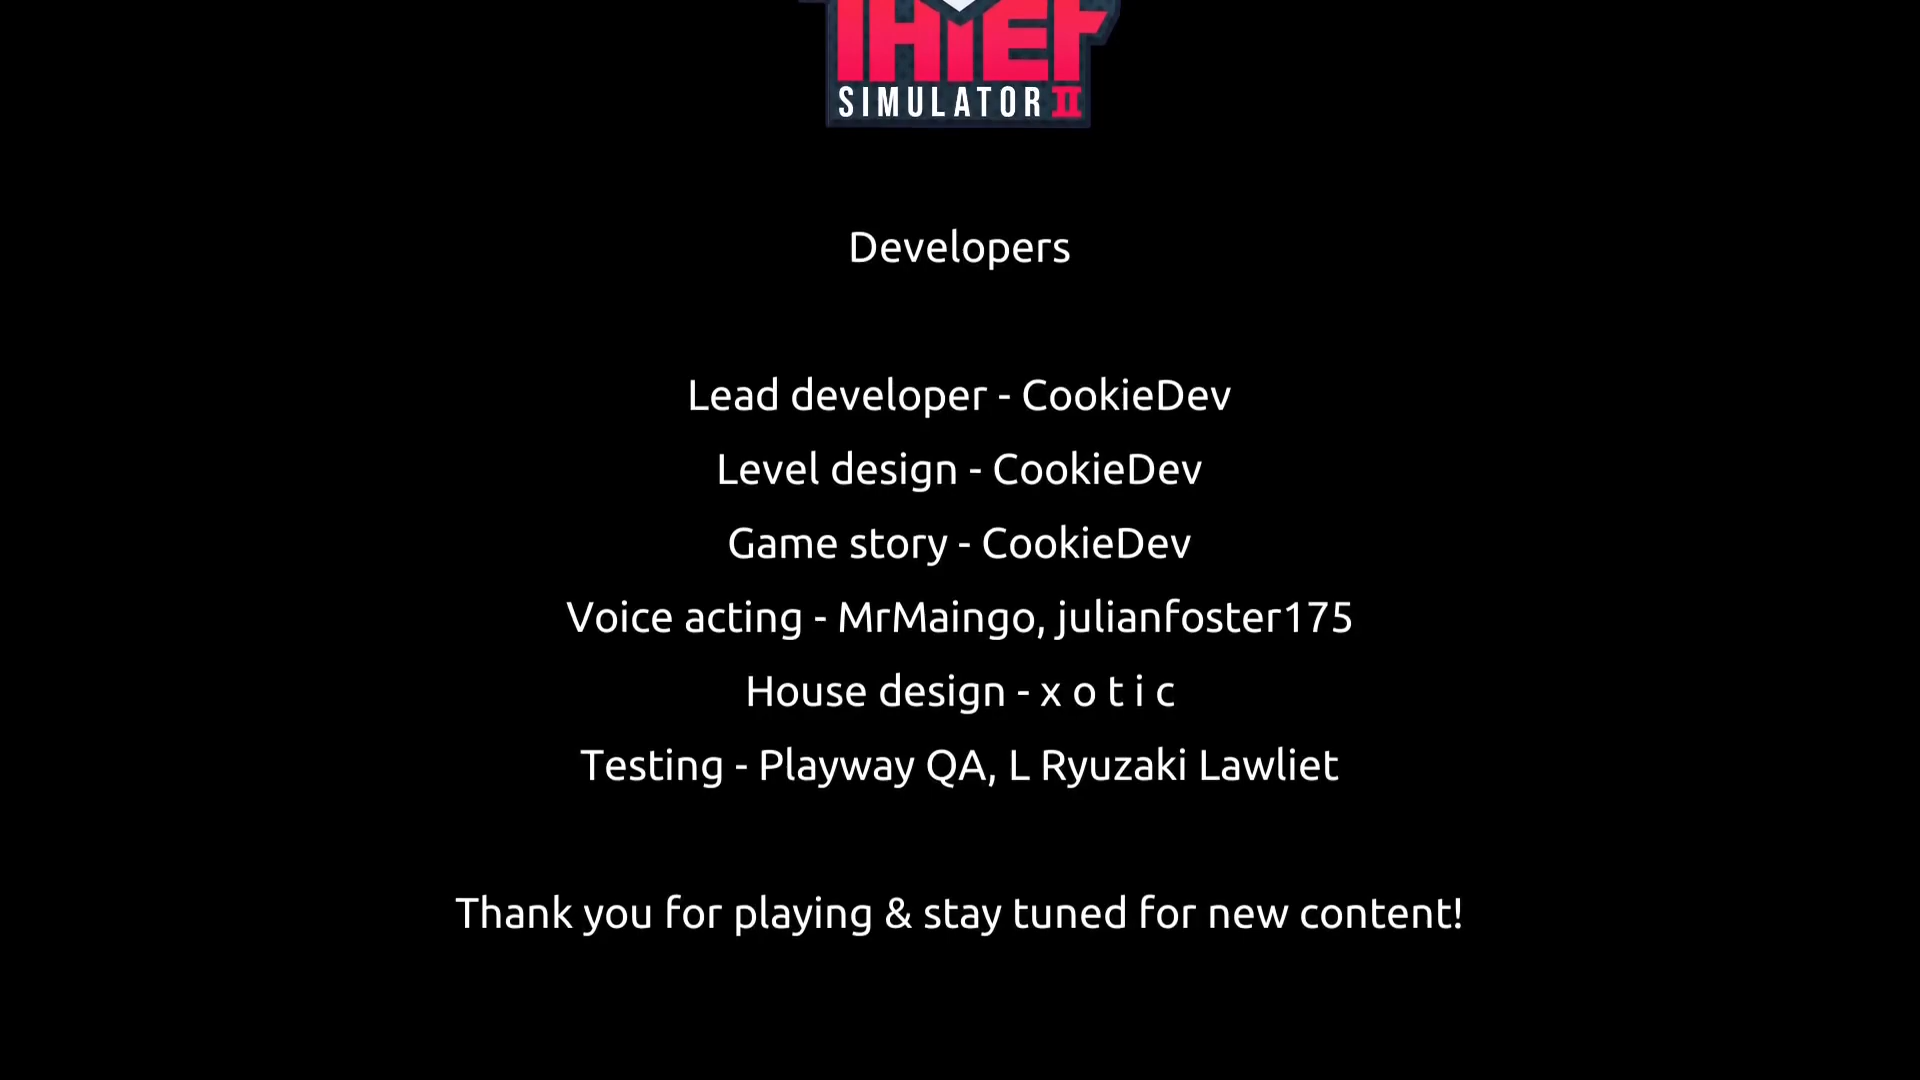 THIEF
SIMULATOR II
Developers
Lead developer - CookieDev
Level design - CookieDev
Game story - CookieDev
Voice acting - MrMaingo, julianfoster175
House design - x o t i c
Testing - Playway QA, L Ryuzaki Lawliet
Thank you for playing & stay tuned for new content!